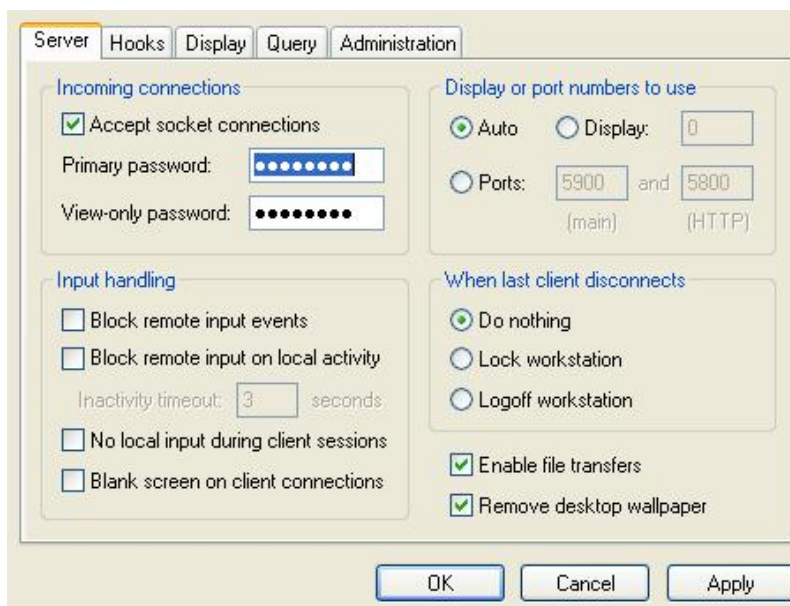 Server Hooks Display Query Administration
Incoming connections
Accept socket connections
Primary password:
View-only password:
Display or port numbers to use
Auto Display: 0
Ports: 5900 and 5800
(main) (HTTP)
Input handling
Block remote input events
Block remote input on local activity
Inactivity timeout: 3 seconds
No local input during client sessions
Blank screen on client connections
When last client disconnects
Do nothing
Lock workstation
Logoff workstation
Enable file transfers
Remove desktop wallpaper
OK Cancel Apply